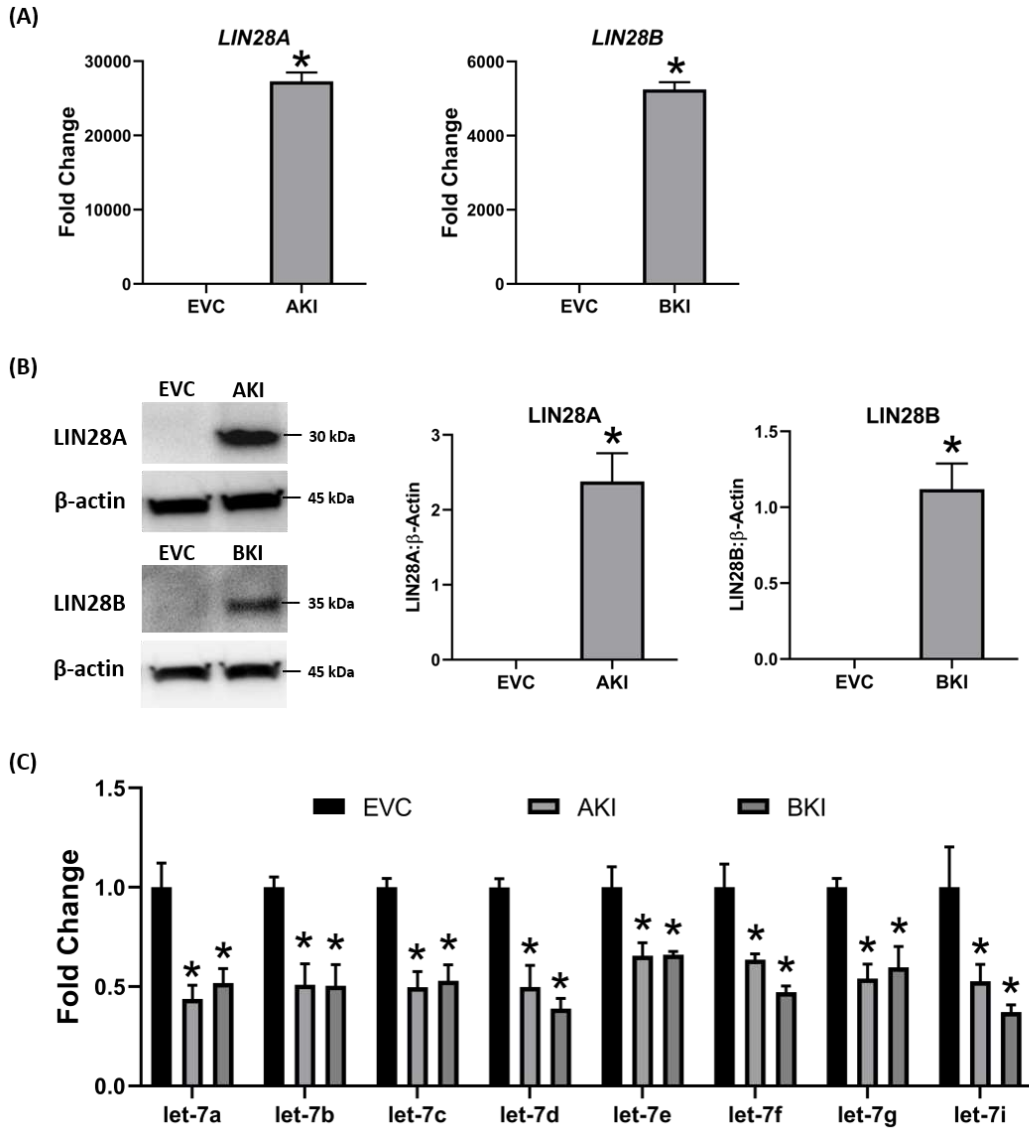 (A)
LIN28A
Fold Change
30000
20000
10000
0
*
EVC AKI
LIN28B
Fold Change
6000
4000
2000
0
*
EVC BKI
(B)
EVC AKI
LIN28A
30 kDa
β-actin
45 kDa
EVC BKI
LIN28B
35 kDa
β-actin
45 kDa
LIN28A
LIN28A:β-Actin
3
2
1
0
*
EVC AKI
LIN28B
LIN28B:β-Actin
1.5
1.0
0.5
0.0
*
EVC BKI
(C)
Fold Change
1.5
1.0
0.5
0.0
EVC AKI BKI
* * * * * * * * * * * * * * * *
let-7a let-7b let-7c let-7d let-7e let-7f let-7g let-7i